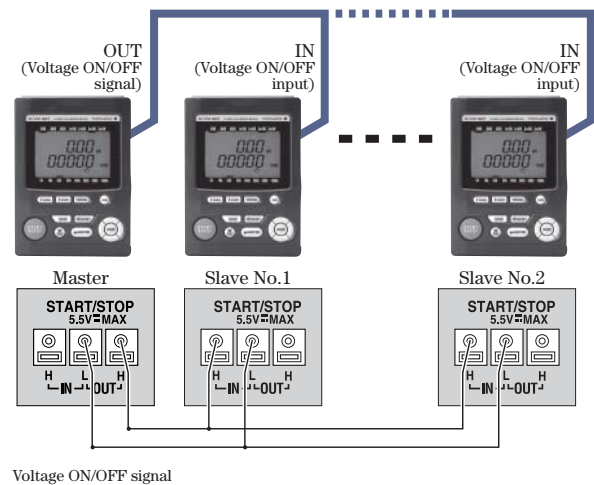 OUT
(Voltage ON/OFF
signal)
IN
(Voltage ON/OFF
input)
IN
(Voltage ON/OFF
input)
Master
Slave No.1
Slave No.2
START/STOP
5.5V MAX
H L H
IN OUT
START/STOP
5.5V MAX
H L H
IN OUT
START/STOP
5.5V MAX
H L H
IN OUT
Voltage ON/OFF signal